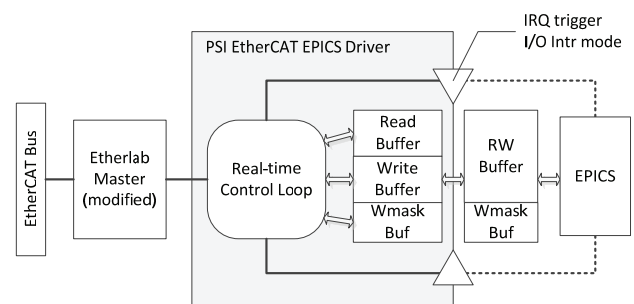 IRQ trigger
I/O Intr mode
PSI EtherCAT EPICS Driver
EtherCAT Bus
Etherlab
Master
(modified)
Real-time
Control Loop
Read
Buffer
Write
Buffer
Wmask
Buf
RW
Buffer
Wmask
Buf
EPICS